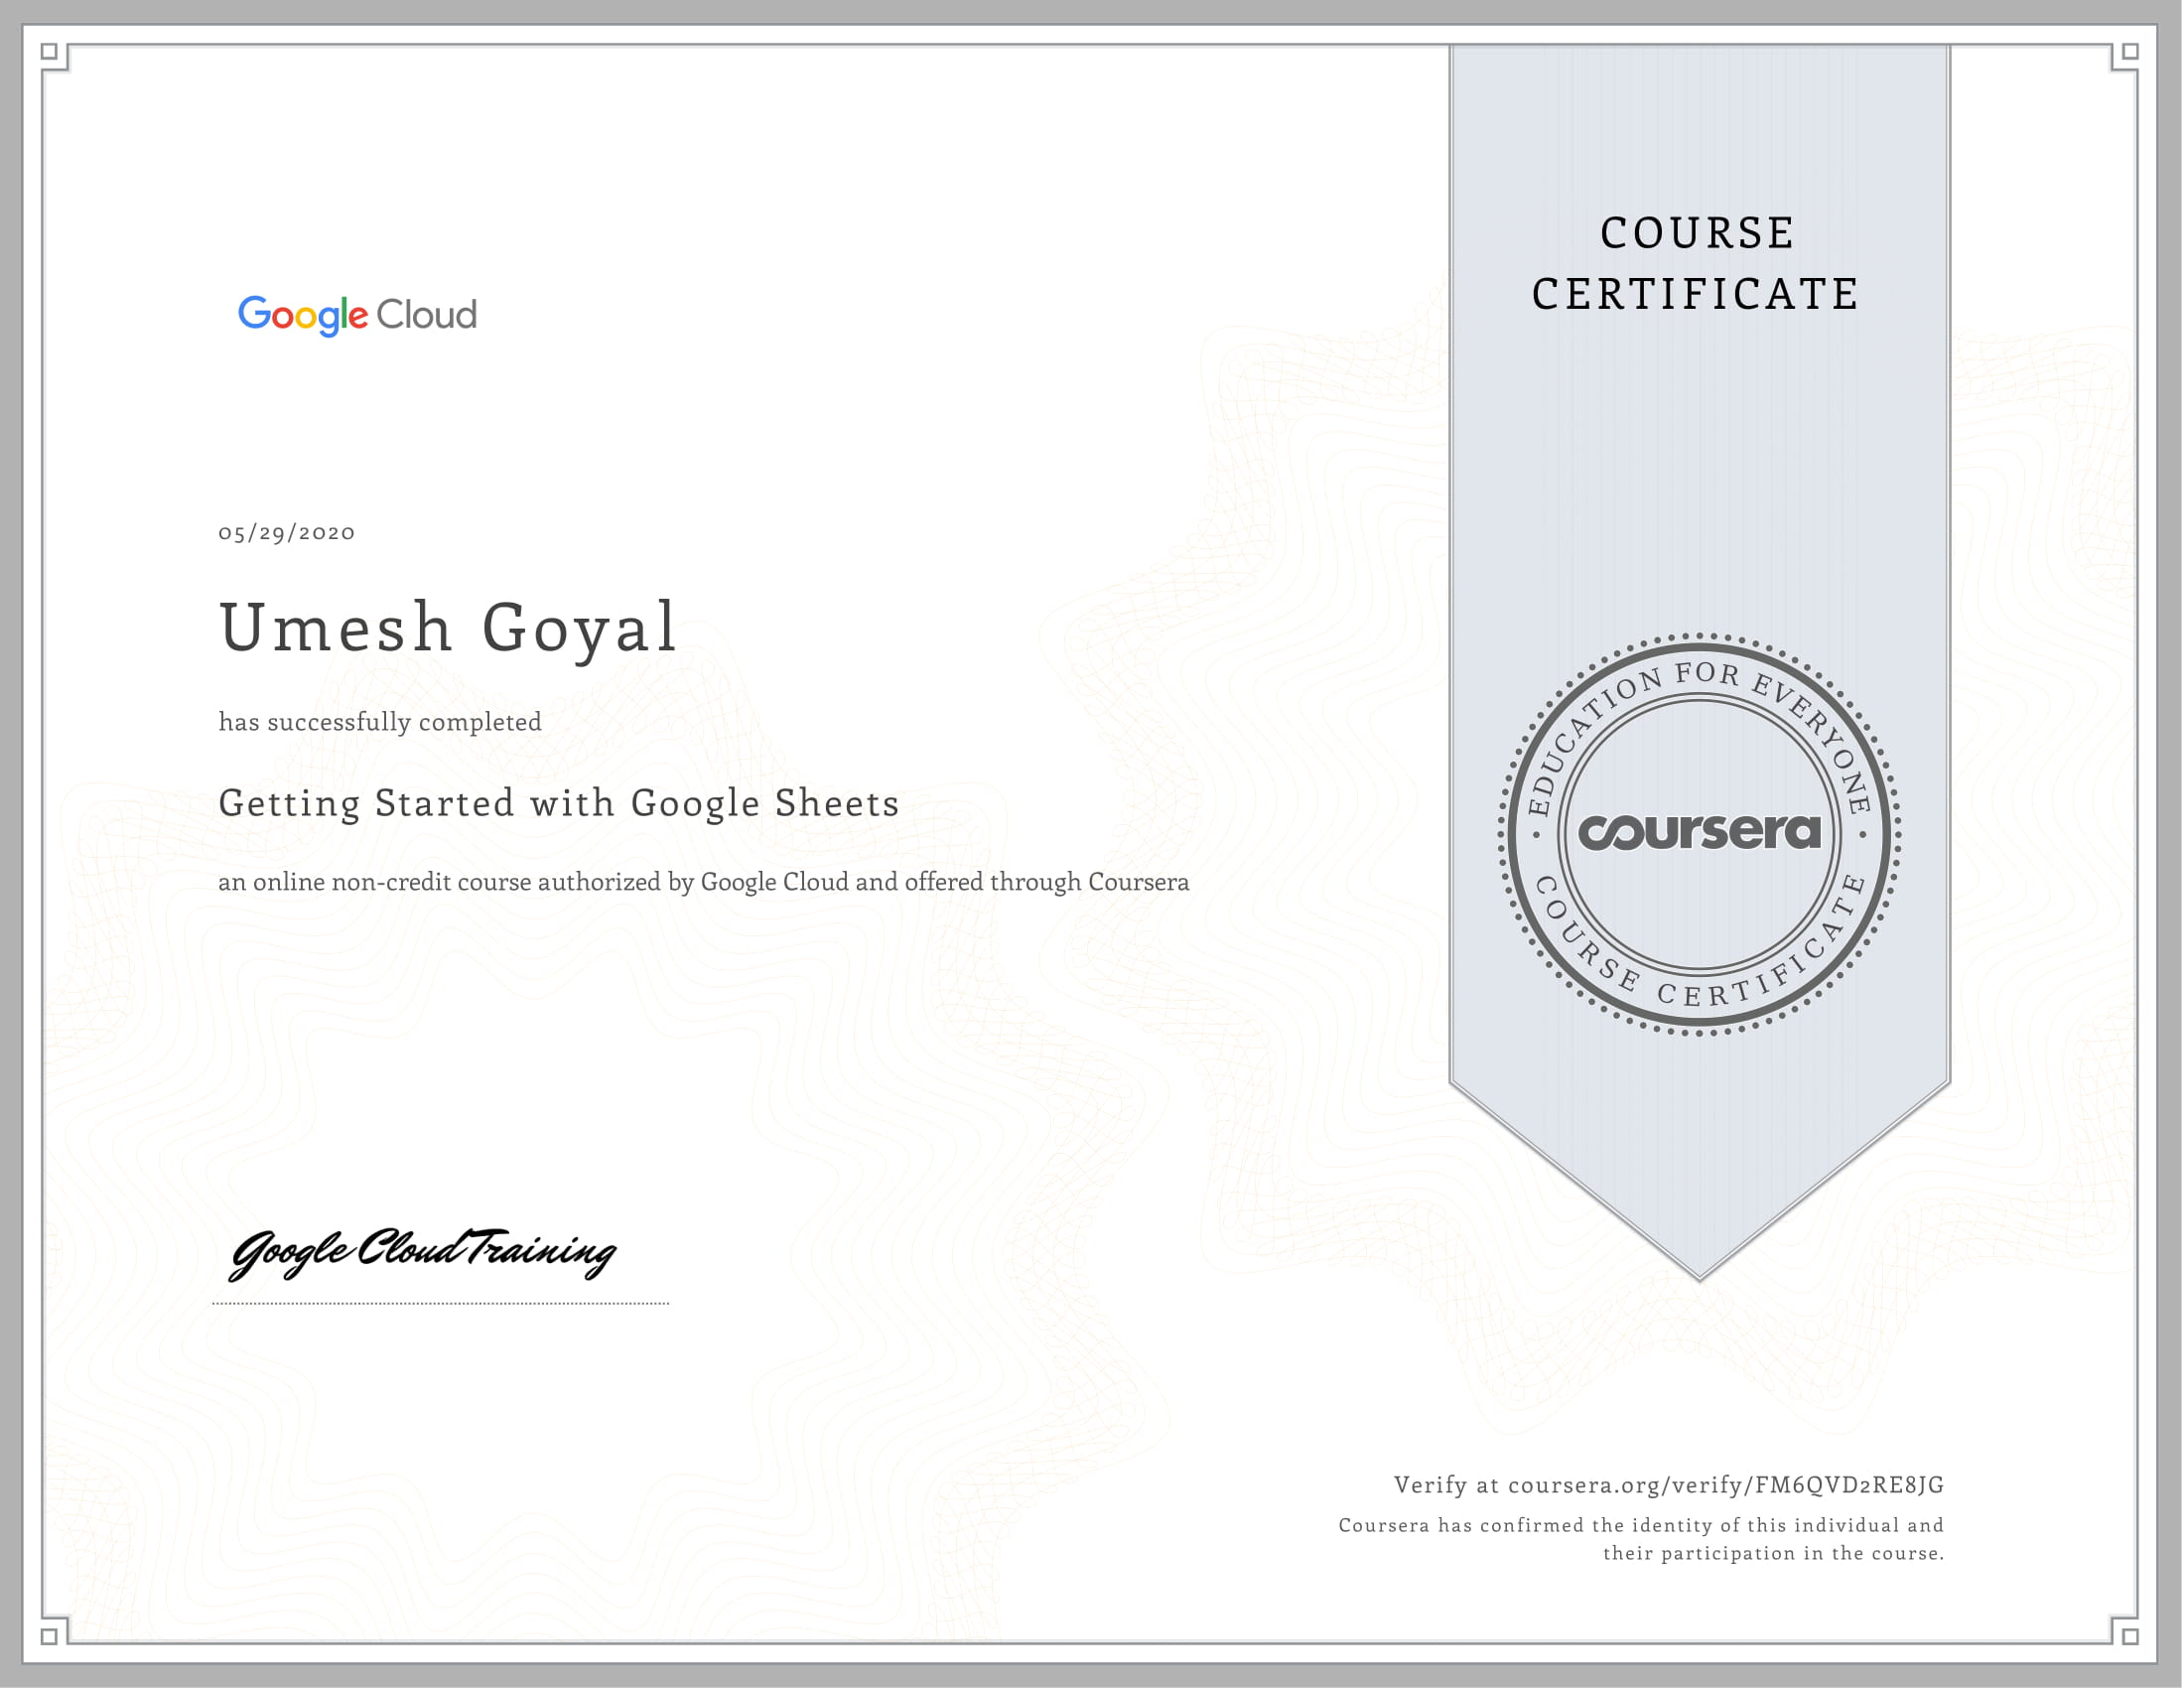 Google Cloud
COURSE
CERTIFICATE
05/29/2020
Umesh Goyal
has successfully completed
Getting Started with Google Sheets
an online non-credit course authorized by Google Cloud and offered through Coursera
EDUCATION FOR EVERYONE
coursera
COURSE CERTIFICATE
Google Cloud Training
Verify at coursera.org/verify/FM6QVD2RE8JG
Coursera has confirmed the identity of this individual and
their participation in the course.